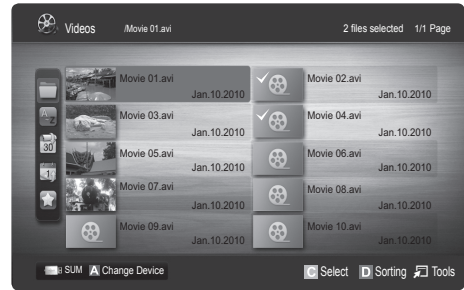 Videos /Movie 01.avi 2 files selected 1/1 Page
Movie 01.avi Movie 02.avi
Jan.10.2010 Jan.10.2010
Movie 03.avi Movie 04.avi
Jan.10.2010 Jan.10.2010
Movie 05.avi Movie 06.avi
Jan.10.2010 Jan.10.2010
Movie 07.avi Movie 08.avi
Jan.10.2010 Jan.10.2010
Movie 09.avi Movie 10.avi
Jan.10.2010 Jan.10.2010
30
1
SUM A Change Device C Select D Sorting Tools